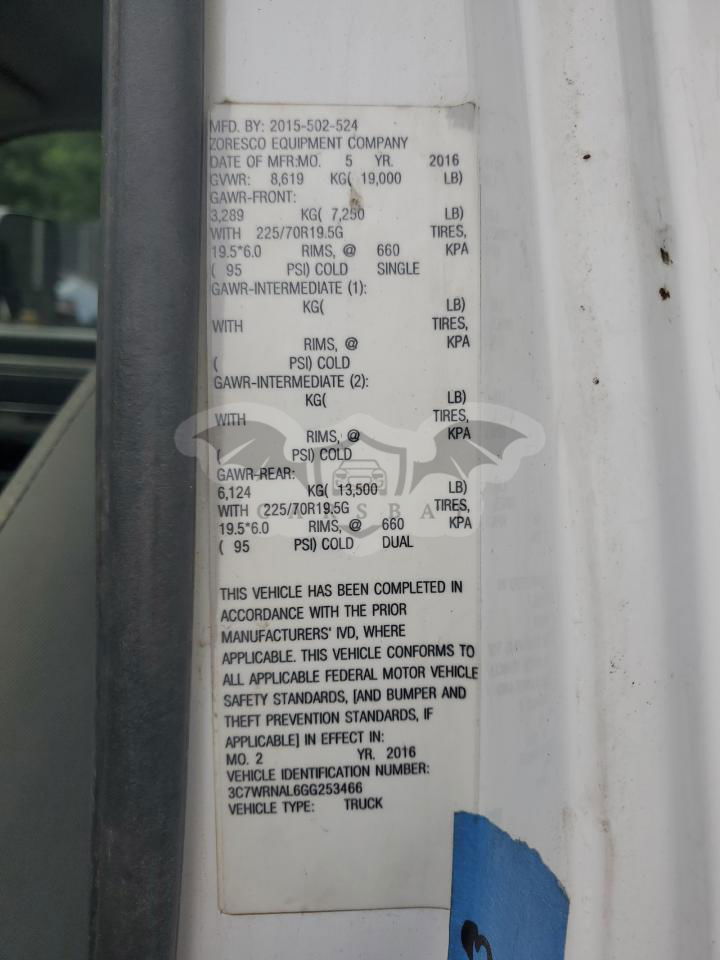 MFD. BY: 2015-502-524
ZORESCO EQUIPMENT COMPANY
DATE OF MFR:MO. 5 YR. 2016
GVWR: 8,619 KG( 19,000 LB)
GAWR-FRONT:
3,289 KG( 7,250 LB)
WITH 225/70R19.5G TIRES,
19.5*6.0 RIMS, @ 660 KPA
( 95 PSI) COLD SINGLE
GAWR-INTERMEDIATE (1):
KG( LB)
WITH TIRES,
RIMS, @ KPA
( PSI) COLD
GAWR-INTERMEDIATE (2):
KG( LB)
WITH TIRES,
RIMS, @ KPA
( PSI) COLD
GAWR-REAR:
6,124 KG( 13,500 LB)
WITH 225/70R19.5G TIRES,
CARSBAT
19.5*6.0 RIMS, @ 660 KPA
( 95 PSI) COLD DUAL
THIS VEHICLE HAS BEEN COMPLETED IN
ACCORDANCE WITH THE PRIOR
MANUFACTURERS' IVD, WHERE
APPLICABLE. THIS VEHICLE CONFORMS TO
ALL APPLICABLE FEDERAL MOTOR VEHICLE
SAFETY STANDARDS, [AND BUMPER AND
THEFT PREVENTION STANDARDS, IF
APPLICABLE] IN EFFECT IN:
MO. 2 YR. 2016
VEHICLE IDENTIFICATION NUMBER:
3C7WRNAL6GG253466
VEHICLE TYPE: TRUCK